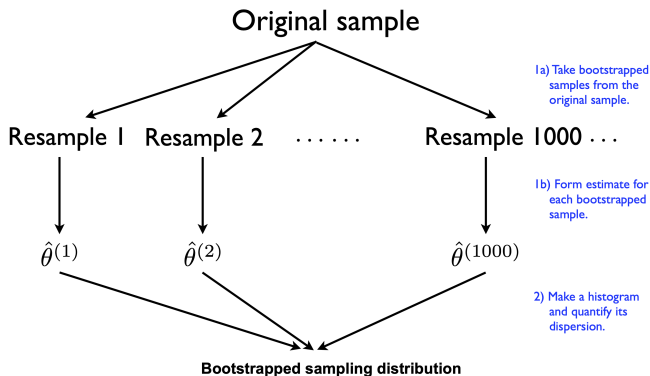 Original sample
1a) Take bootstrapped
samples from the
original sample.
Resample 1 Resample 2 . . . . . . Resample 1000 . . .
1b) Form estimate for
each bootstrapped
sample.
θ̂⁽¹⁾ θ̂⁽²⁾ θ̂⁽¹⁰⁰⁰⁾
2) Make a histogram
and quantify its
dispersion.
Bootstrapped sampling distribution